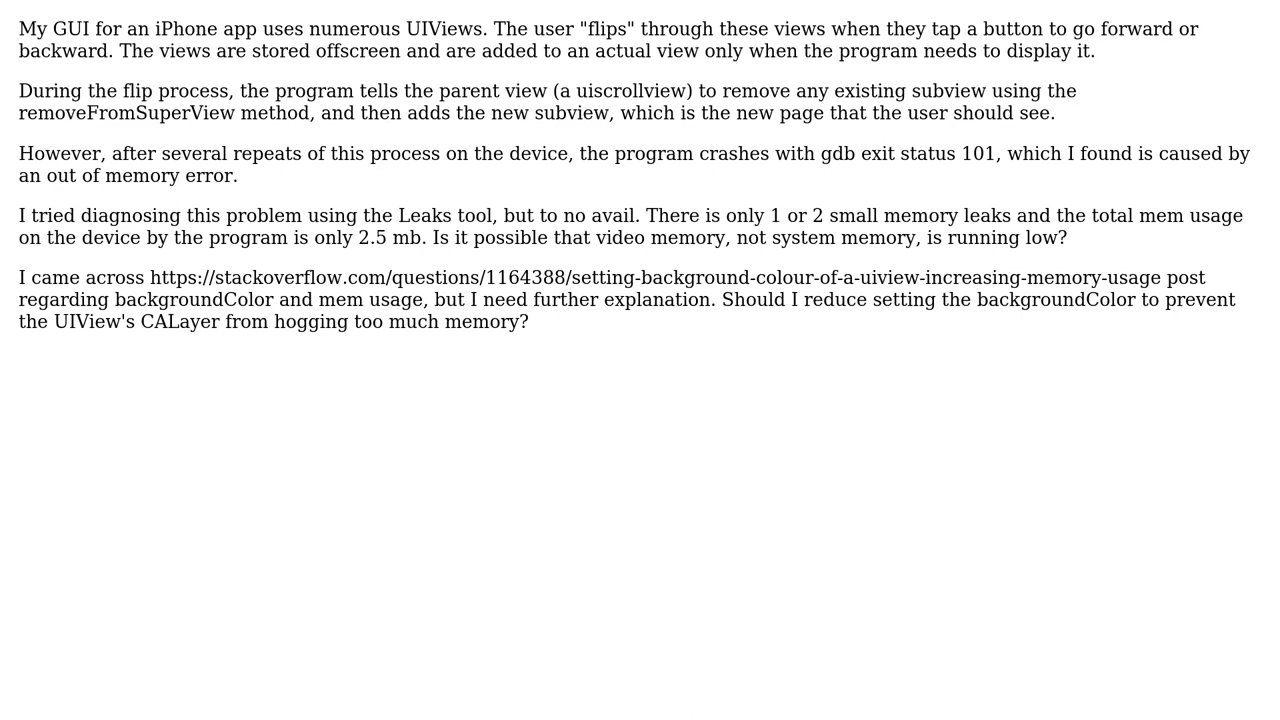 My GUI for an iPhone app uses numerous UIViews. The user "flips" through these views when they tap a button to go forward or
backward. The views are stored offscreen and are added to an actual view only when the program needs to display it.
During the flip process, the program tells the parent view (a uiscrollview) to remove any existing subview using the
removeFromSuperView method, and then adds the new subview, which is the new page that the user should see.
However, after several repeats of this process on the device, the program crashes with gdb exit status 101, which I found is caused by
an out of memory error.
I tried diagnosing this problem using the Leaks tool, but to no avail. There is only 1 or 2 small memory leaks and the total mem usage
on the device by the program is only 2.5 mb. Is it possible that video memory, not system memory, is running low?
I came across https://stackoverflow.com/questions/1164388/setting-background-colour-of-a-uiview-increasing-memory-usage post
regarding backgroundColor and mem usage, but I need further explanation. Should I reduce setting the backgroundColor to prevent
the UIView's CALayer from hogging too much memory?